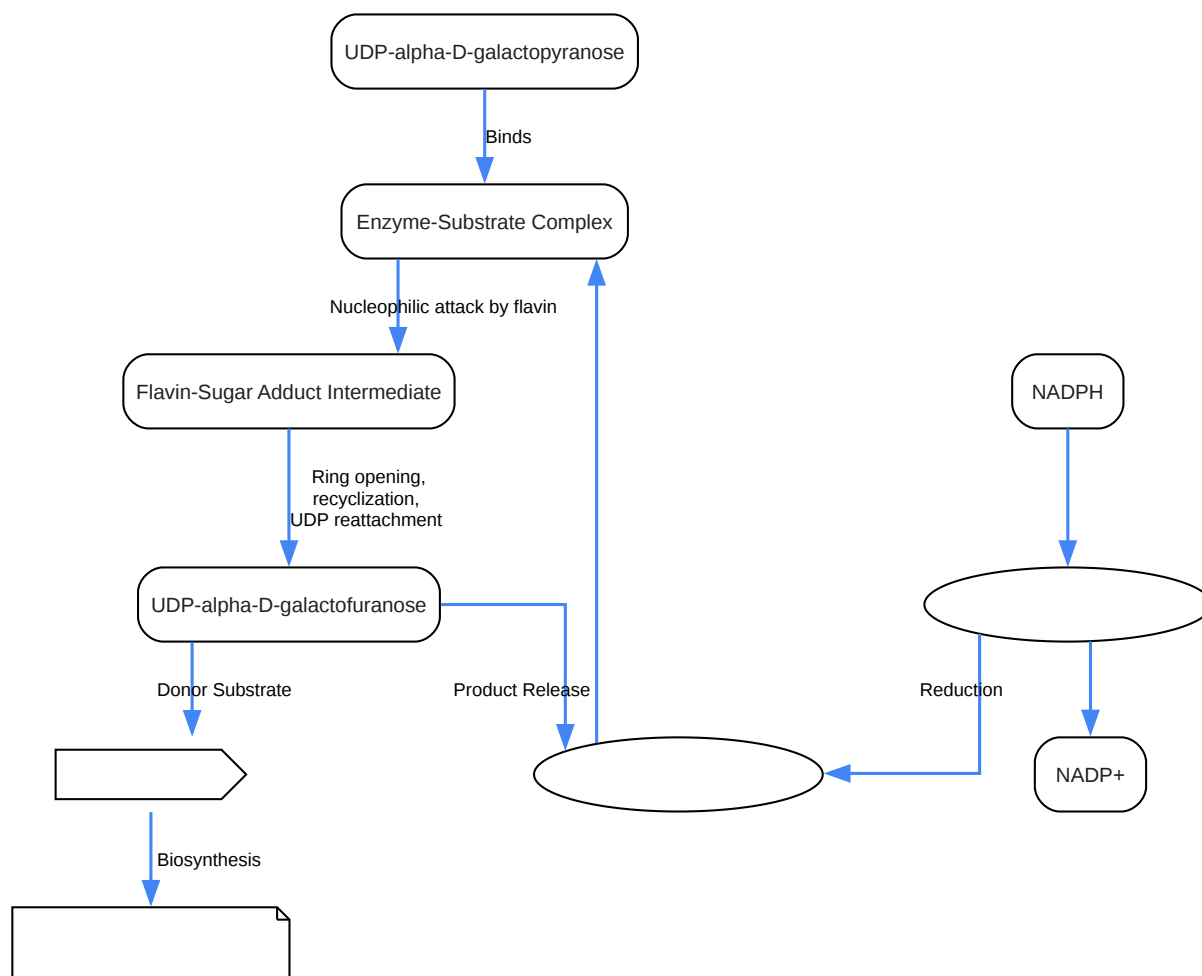 UDP-alpha-D-galactopyranose
Binds
Enzyme-Substrate Complex
Nucleophilic attack by flavin
Flavin-Sugar Adduct Intermediate
NADPH
Ring opening,
recyclization,
UDP reattachment
UDP-alpha-D-galactofuranose
Donor Substrate
Product Release
Reduction
NADP+
Biosynthesis